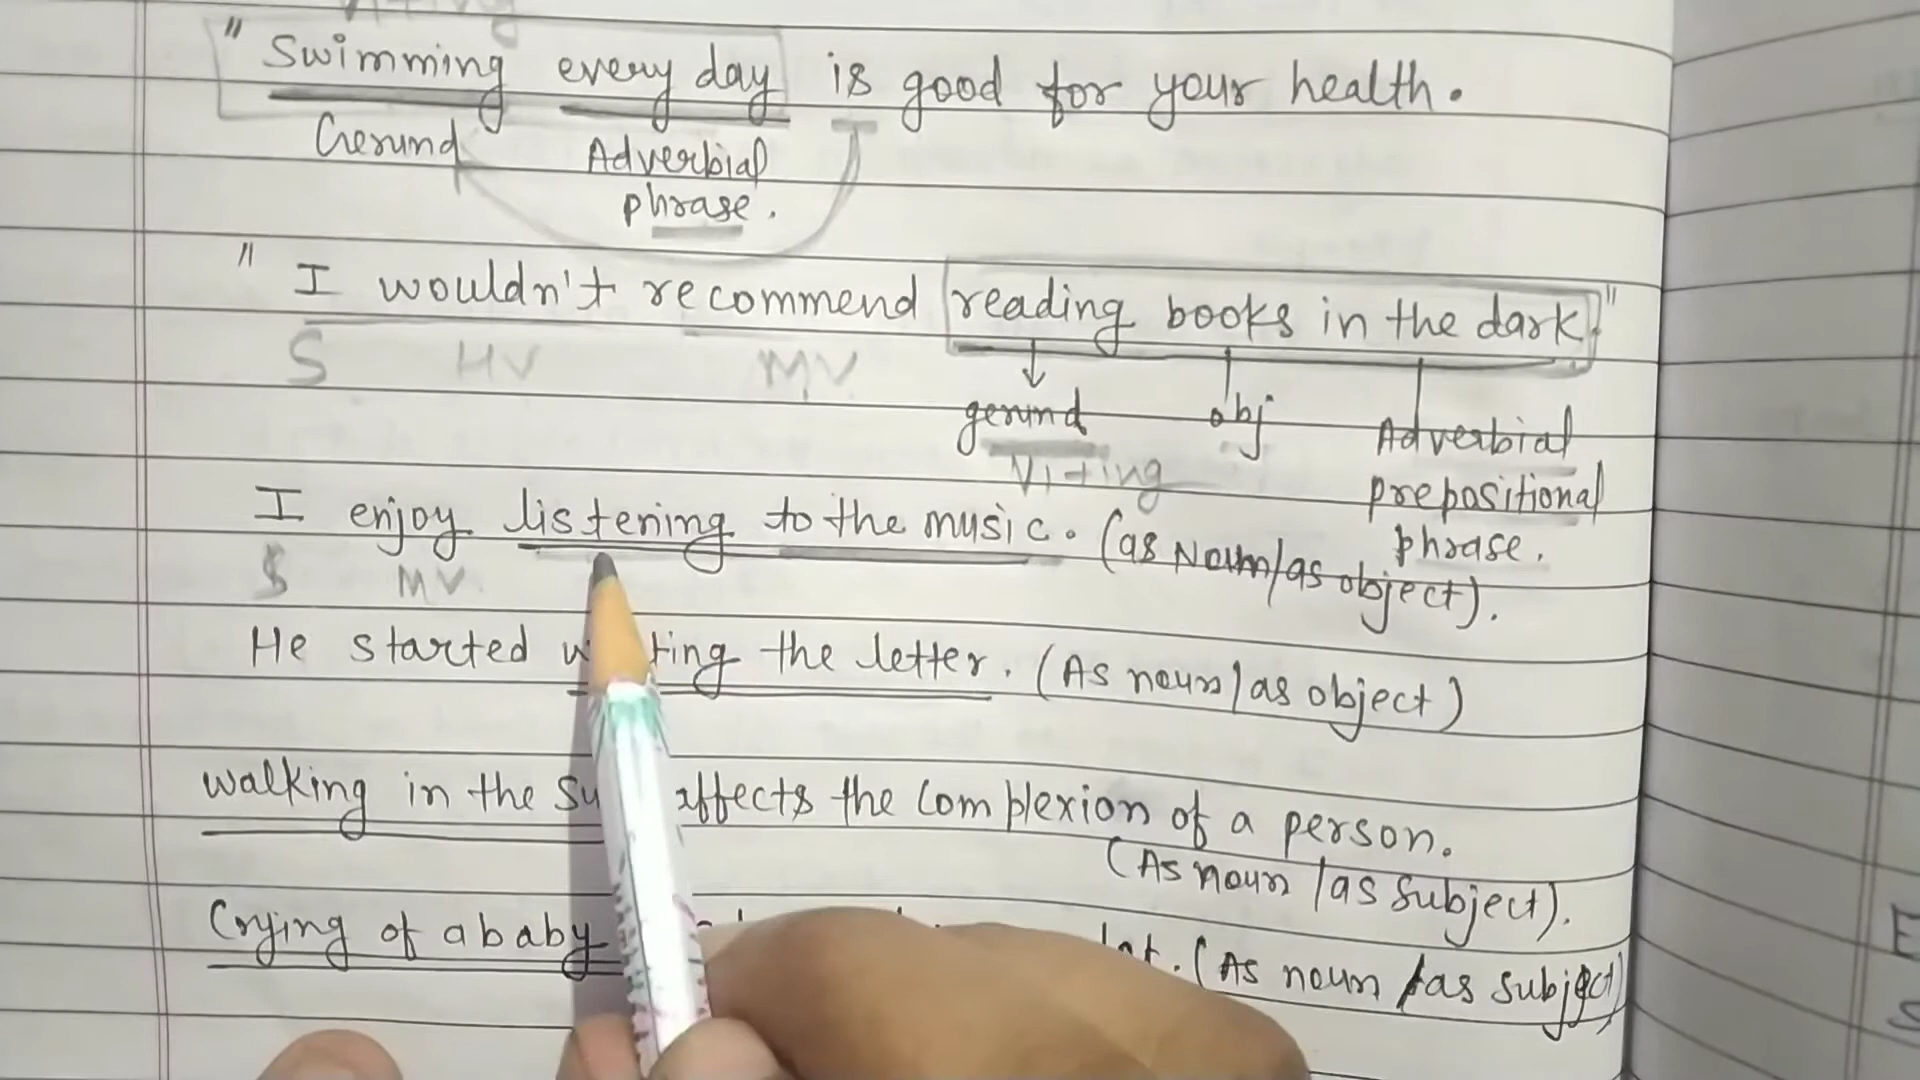 " Swimming every day is good for your health.
Gerund Adverbial
phrase.
" I wouldn't recommend reading books in the dark."
S HV MV
gerund obj Adverbial
V1+ing prepositional
phrase.
I enjoy listening to the music. (as Noun/as object).
S MV
He started writing the letter. (As noun/as object)
walking in the sun affects the complexion of a person.
(As noun /as subject).
Crying of a baby (As noun /as subject)